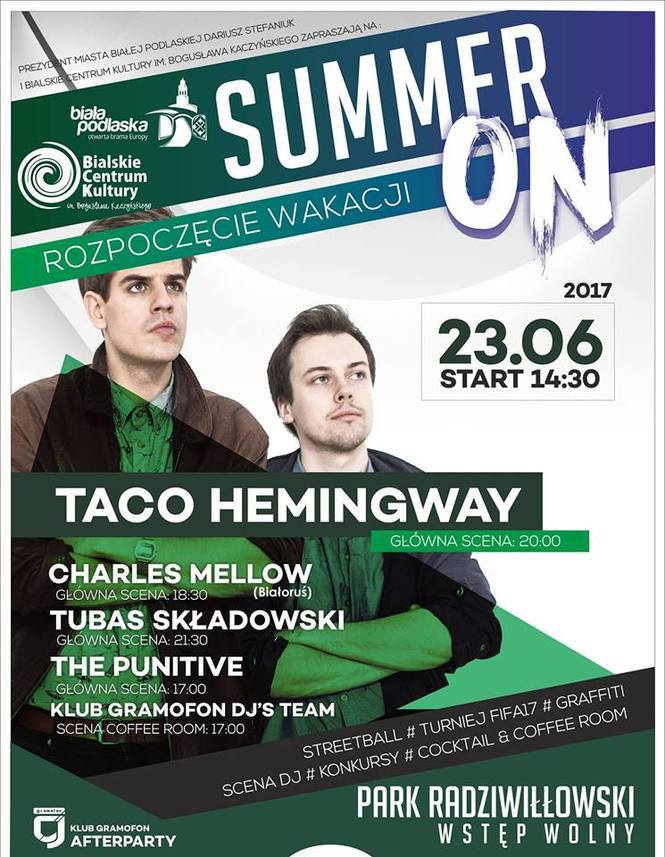 PREZYDENT MIASTA BIAŁEJ PODLASKIEJ DARIUSZ STEFANIUK
I BIALSKIE CENTRUM KULTURY IM. BOGUSŁAWA KACZYŃSKIEGO ZAPRASZAJĄ NA :
biała
podlaska
otwarta brama Europy
Bialskie
Centrum
Kultury
im. Bogusława Kaczyńskiego
SUMMER
ON
ROZPOCZĘCIE WAKACJI
2017
23.06
START 14:30
TACO HEMINGWAY
GŁÓWNA SCENA: 20:00
CHARLES MELLOW
GŁÓWNA SCENA: 18:30 (Białoruś)
TUBAS SKŁADOWSKI
GŁÓWNA SCENA: 21:30
THE PUNITIVE
GŁÓWNA SCENA: 17:00
KLUB GRAMOFON DJ'S TEAM
SCENA COFFEE ROOM: 17:00
STREETBALL # TURNIEJ FIFA17 # GRAFFITI
SCENA DJ # KONKURSY # COCKTAIL & COFFEE ROOM
PARK RADZIWIŁŁOWSKI
WSTĘP WOLNY
KLUB GRAMOFON
AFTERPARTY